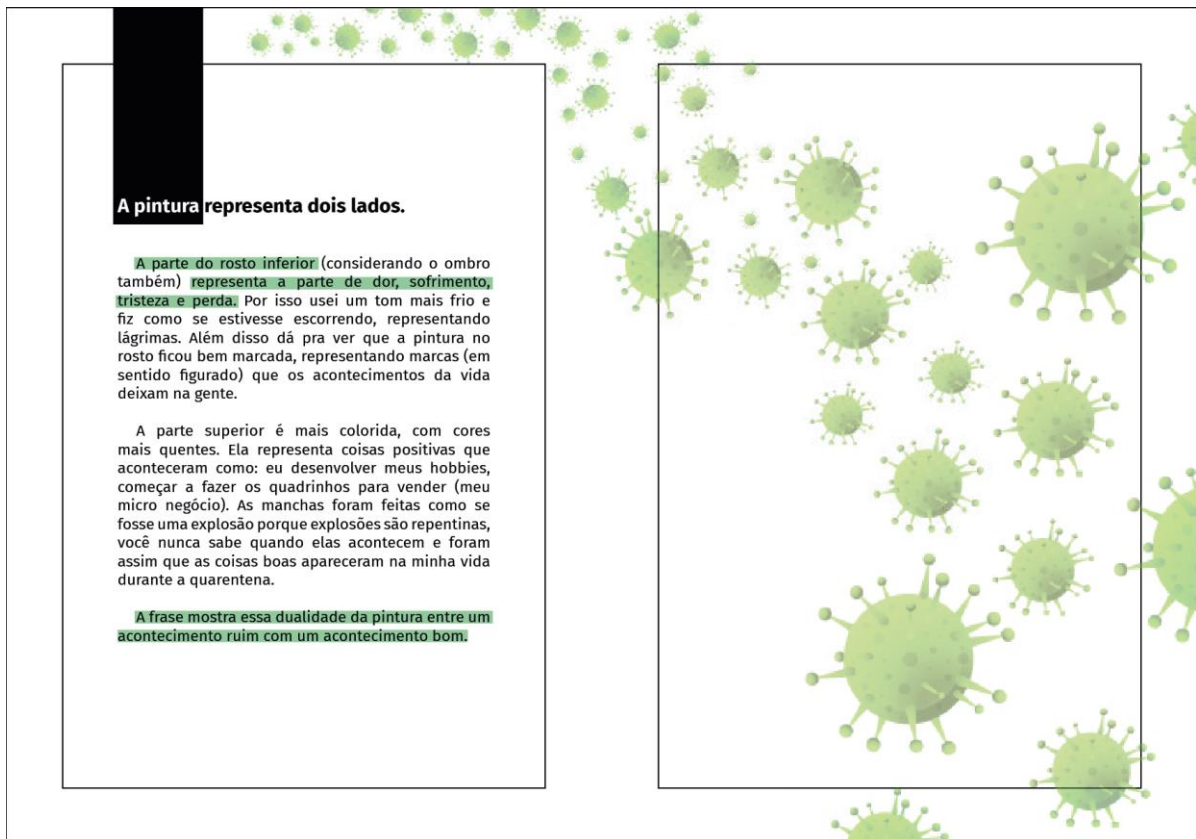 A pintura representa dois lados.
A parte do rosto inferior (considerando o ombro
também) representa a parte de dor, sofrimento,
tristeza e perda. Por isso usei um tom mais frio e
fiz como se estivesse escorrendo, representando
lágrimas. Além disso dá pra ver que a pintura no
rosto ficou bem marcada, representando marcas (em
sentido figurado) que os acontecimentos da vida
deixam na gente.
A parte superior é mais colorida, com cores
mais quentes. Ela representa coisas positivas que
aconteceram como: eu desenvolver meus hobbies,
começar a fazer os quadrinhos para vender (meu
micro negócio). As manchas foram feitas como se
fosse uma explosão porque explosões são repentinas,
você nunca sabe quando elas acontecem e foram
assim que as coisas boas apareceram na minha vida
durante a quarentena.
A frase mostra essa dualidade da pintura entre um
acontecimento ruim com um acontecimento bom.